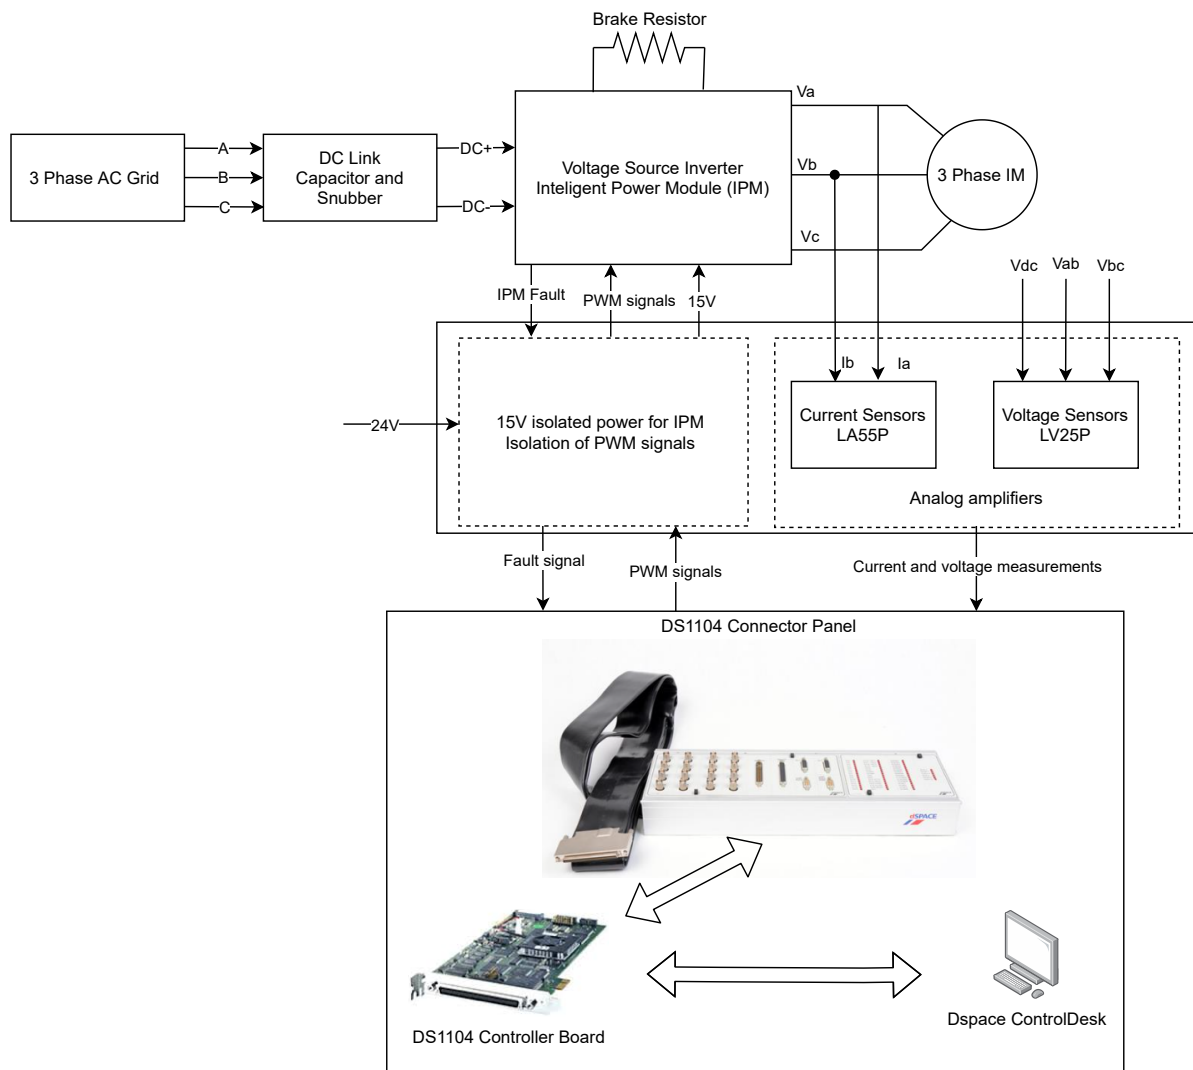 Brake Resistor
3 Phase AC Grid
A
B
C
DC Link
Capacitor and
Snubber
DC+
DC-
Voltage Source Inverter
Inteligent Power Module (IPM)
Va
Vb
Vc
3 Phase IM
IPM Fault
PWM signals
15V
Vdc
Vab
Vbc
24V
15V isolated power for IPM
Isolation of PWM signals
Ib
Ia
Current Sensors
LA55P
Voltage Sensors
LV25P
Analog amplifiers
Fault signal
PWM signals
Current and voltage measurements
DS1104 Connector Panel
dSPACE
DS1104 Controller Board
Dspace ControlDesk